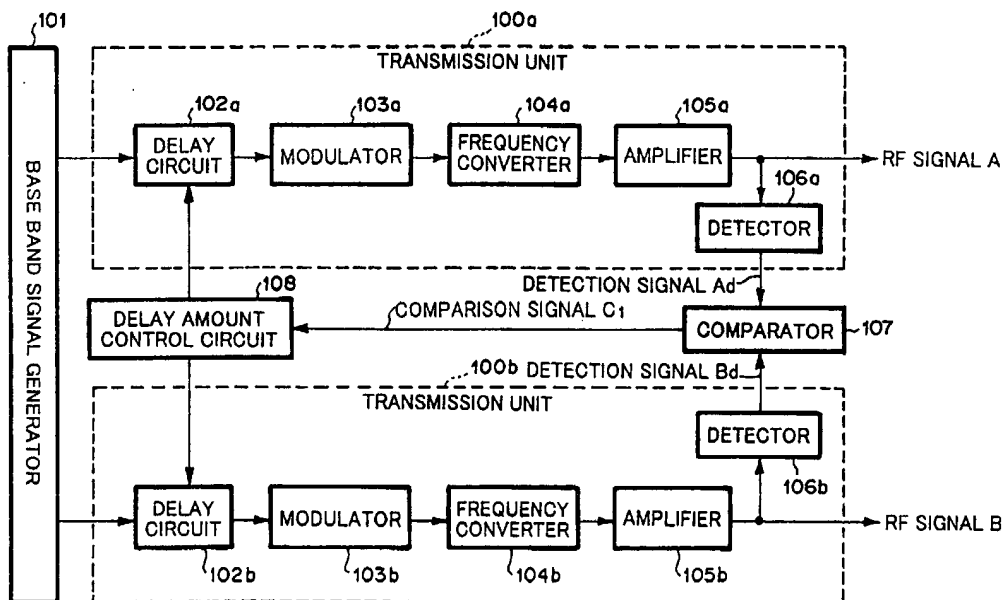 101
100a
TRANSMISSION UNIT
102a
103a
104a
105a
DELAY
CIRCUIT
MODULATOR
FREQUENCY
CONVERTER
AMPLIFIER
RF SIGNAL A
106a
DETECTOR
BASE BAND SIGNAL GENERATOR
DETECTION SIGNAL Ad
108
COMPARISON SIGNAL C1
DELAY AMOUNT
CONTROL CIRCUIT
COMPARATOR
107
100b
DETECTION SIGNAL Bd
TRANSMISSION UNIT
DETECTOR
106b
DELAY
CIRCUIT
MODULATOR
FREQUENCY
CONVERTER
AMPLIFIER
RF SIGNAL B
102b
103b
104b
105b